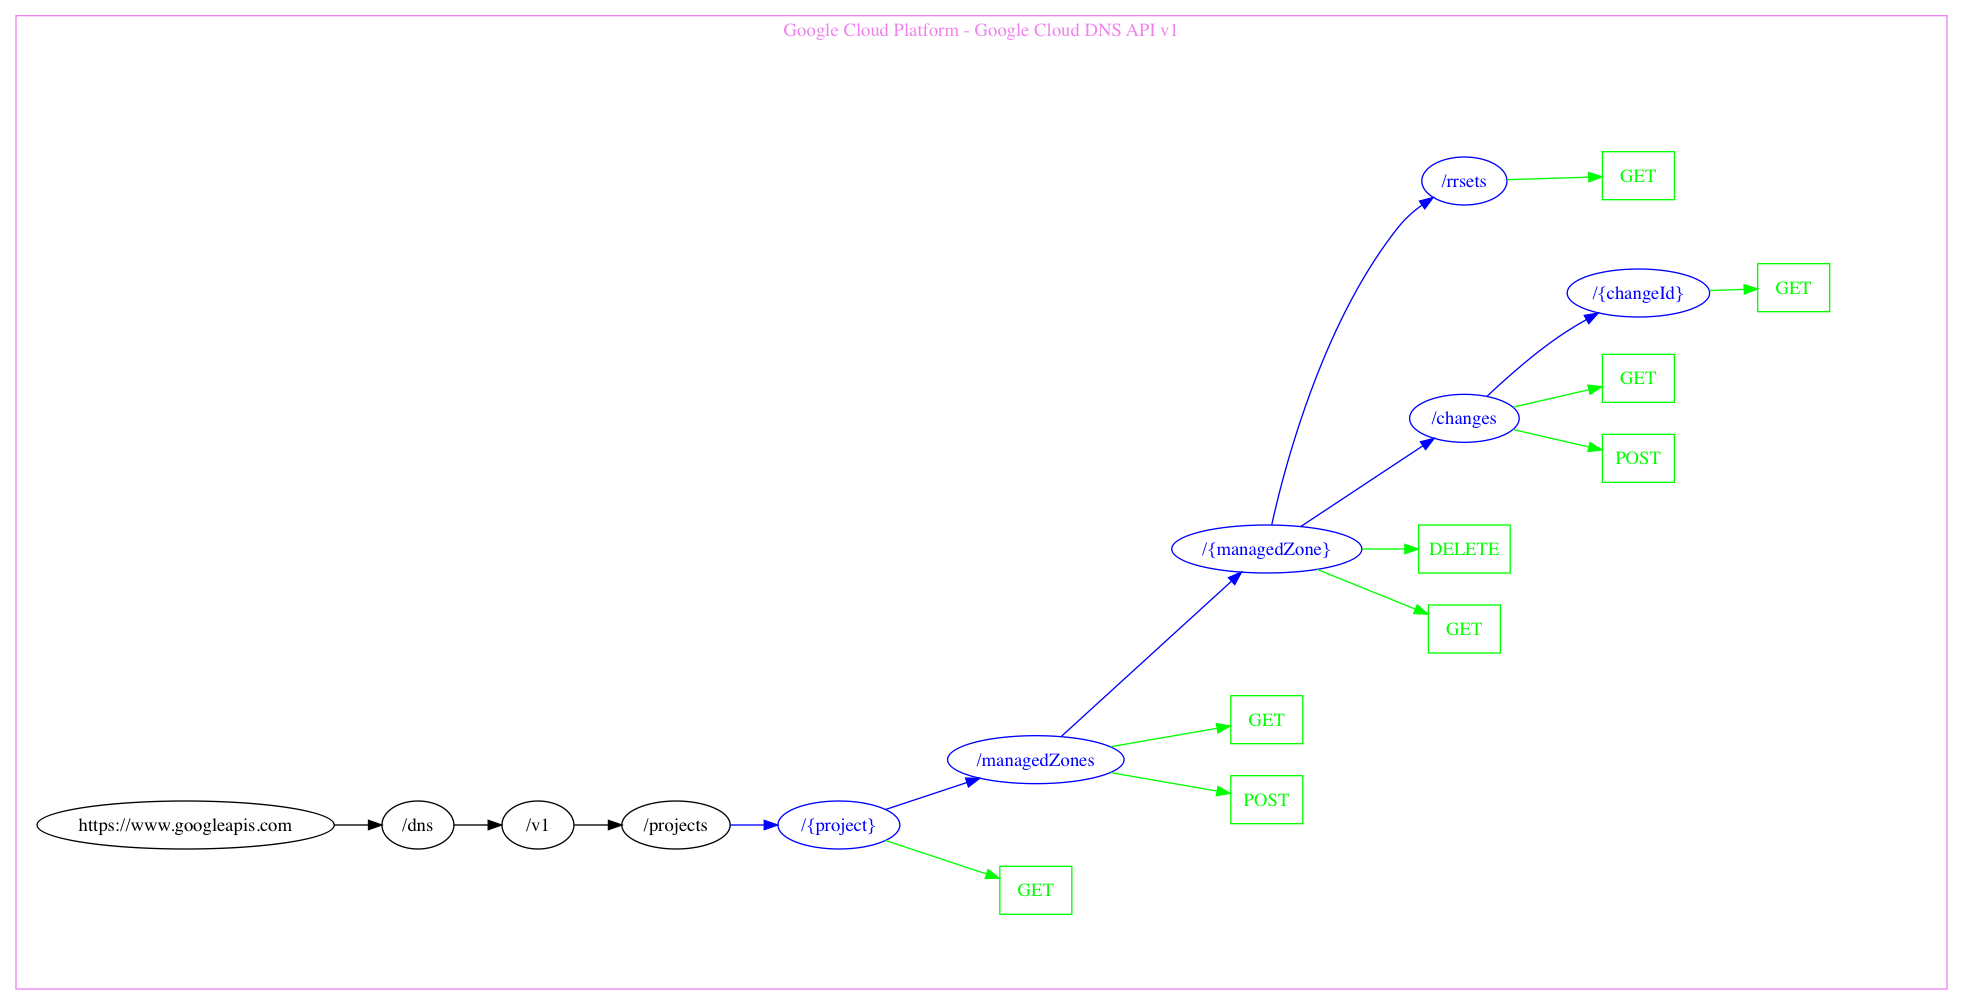 Google Cloud Platform - Google Cloud DNS API v1
/rrsets
GET
/{changeId}
GET
/changes
GET
POST
/{managedZone}
DELETE
GET
/managedZones
GET
POST
https://www.googleapis.com
/dns
/v1
/projects
/{project}
GET